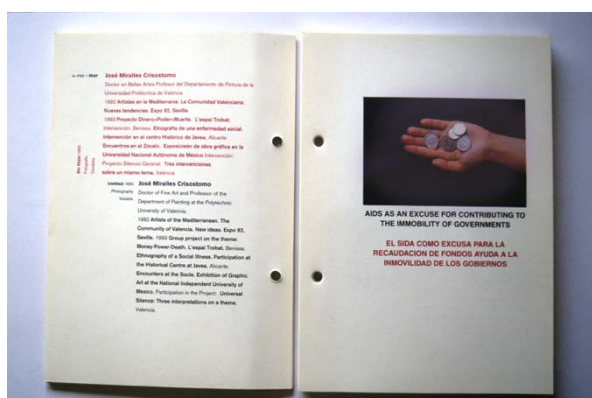 José Miralles Crisostomo
Doctor en Bellas Artes Profesor del Departamento de Pintura de la
Universidad Politécnica de Valencia
1992 Artistas en la Mediterrania. La Comunidad Valenciana:
Nuevas tendencias. Expo 92, Sevilla
1993 Proyecto Dinero+Poder+Muerte. L'espai Trobat,
Intervención, Benissa. Etnografía de una enfermedad social.
Intervención en el centro Histórico de Javea, Alicante
Encuentros en el Zócalo. Exposición de obra gráfica en la
Universidad Nacional Autónoma de México Intervención
Proyecto Silencio General: Tres intervenciones
sobre un mismo tema, Valencia
Sin título 1993
Fotografía
Variables
Untitled 1993
Photography
Variable
José Miralles Crisostomo
Doctor of Fine Art and Professor of the
Department of Painting at the Polytechnic
University of Valencia.
1992 Artists of the Mediterranean. The
Community of Valencia. New ideas. Expo 92,
Seville. 1993 Group project on the theme:
Money-Power-Death. L'espai Trobat, Benissa.
Ethnography of a Social Illness, Participation at
the Historical Centre at Javea, Alicante.
Encounters at the Socle. Exhibition of Graphic
Art at the National Independent University of
Mexico. Participation in the Project: Universal
Silence: Three interpretations on a theme.
Valencia.
AIDS AS AN EXCUSE FOR CONTRIBUTING TO
THE IMMOBILITY OF GOVERNMENTS
EL SIDA COMO EXCUSA PARA LA
RECAUDACION DE FONDOS AYUDA A LA
INMOVILIDAD DE LOS GOBIERNOS